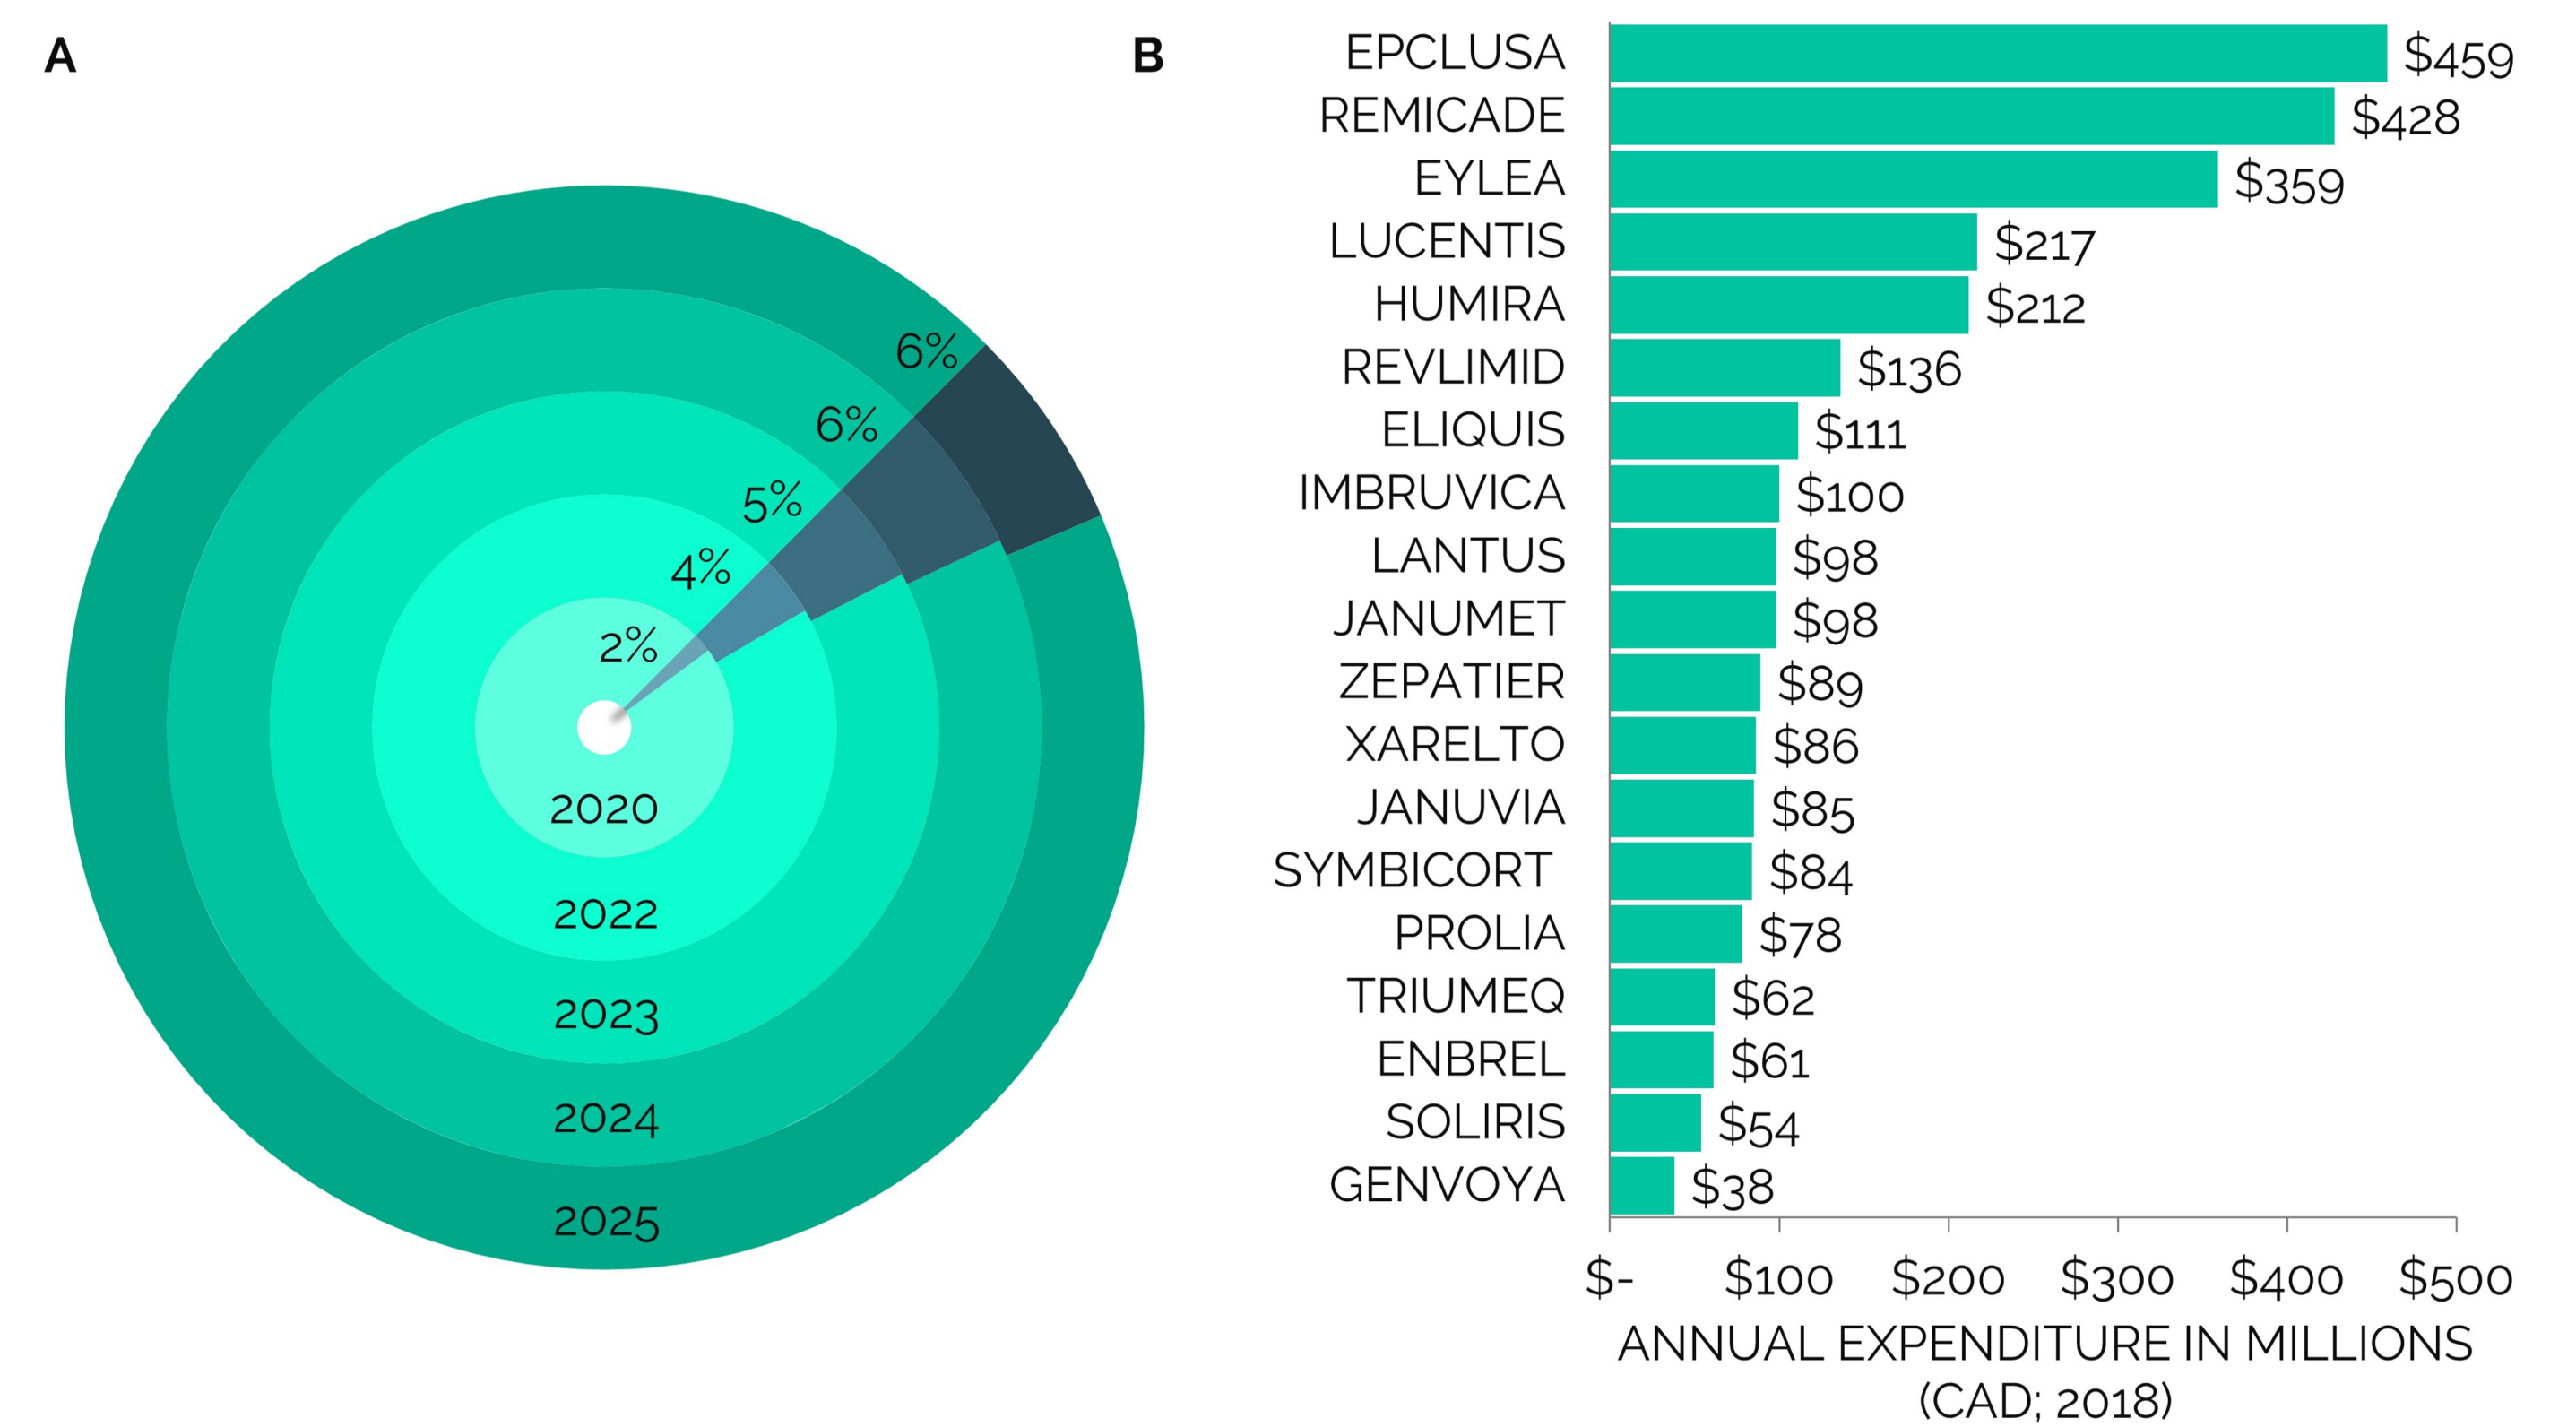 A
6%
6%
5%
4%
2%
2020
2022
2023
2024
2025
B
EPCLUSA $459
REMICADE $428
EYLEA $359
LUCENTIS $217
HUMIRA $212
REVLIMID $136
ELIQUIS $111
IMBRUVICA $100
LANTUS $98
JANUMET $98
ZEPATIER $89
XARELTO $86
JANUVIA $85
SYMBICORT $84
PROLIA $78
TRIUMEQ $62
ENBREL $61
SOLIRIS $54
GENVOYA $38
$- $100 $200 $300 $400 $500
ANNUAL EXPENDITURE IN MILLIONS
(CAD; 2018)